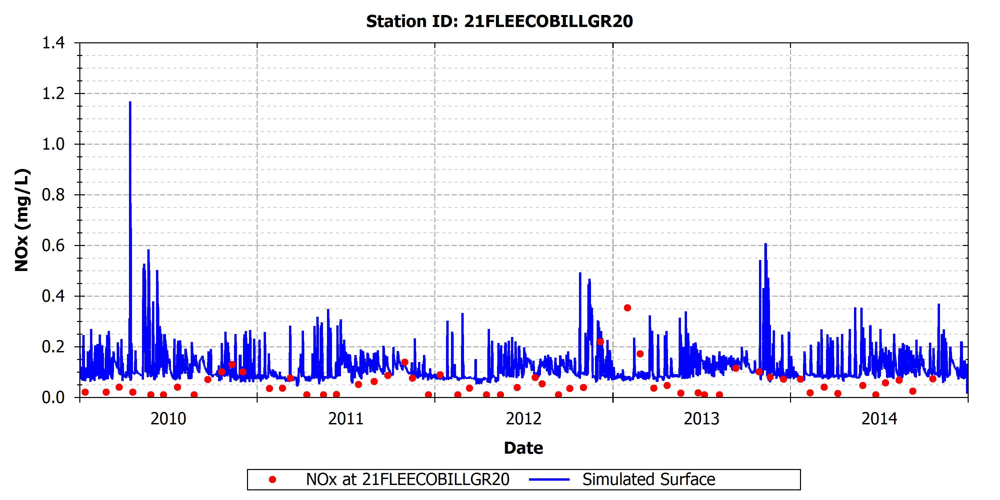 Station ID: 21FLEECOBILLGR20
NOx (mg/L)
1.4
1.2
1.0
0.8
0.6
0.4
0.2
0.0
2010 2011 2012 2013 2014
Date
NOx at 21FLEECOBILLGR20 Simulated Surface